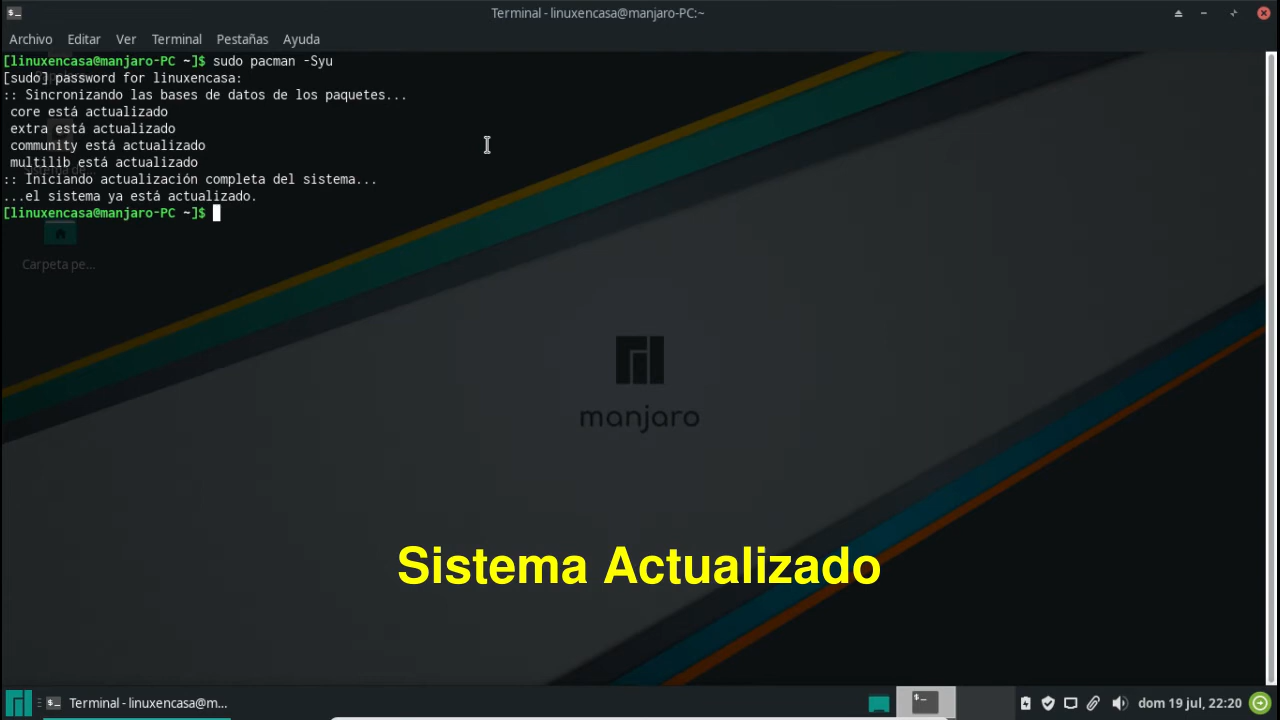 Terminal - linuxencasa@manjaro-PC:~
Archivo Editar Ver Terminal Pestañas Ayuda
[linuxencasa@manjaro-PC ~]$ sudo pacman -Syu
[sudo] password for linuxencasa:
:: Sincronizando las bases de datos de los paquetes...
core está actualizado
extra está actualizado
community está actualizado
multilib está actualizado
:: Iniciando actualización completa del sistema...
...el sistema ya está actualizado.
[linuxencasa@manjaro-PC ~]$
Carpeta pe...
manjaro
Sistema Actualizado
Terminal - linuxencasa@m...
dom 19 jul, 22:20